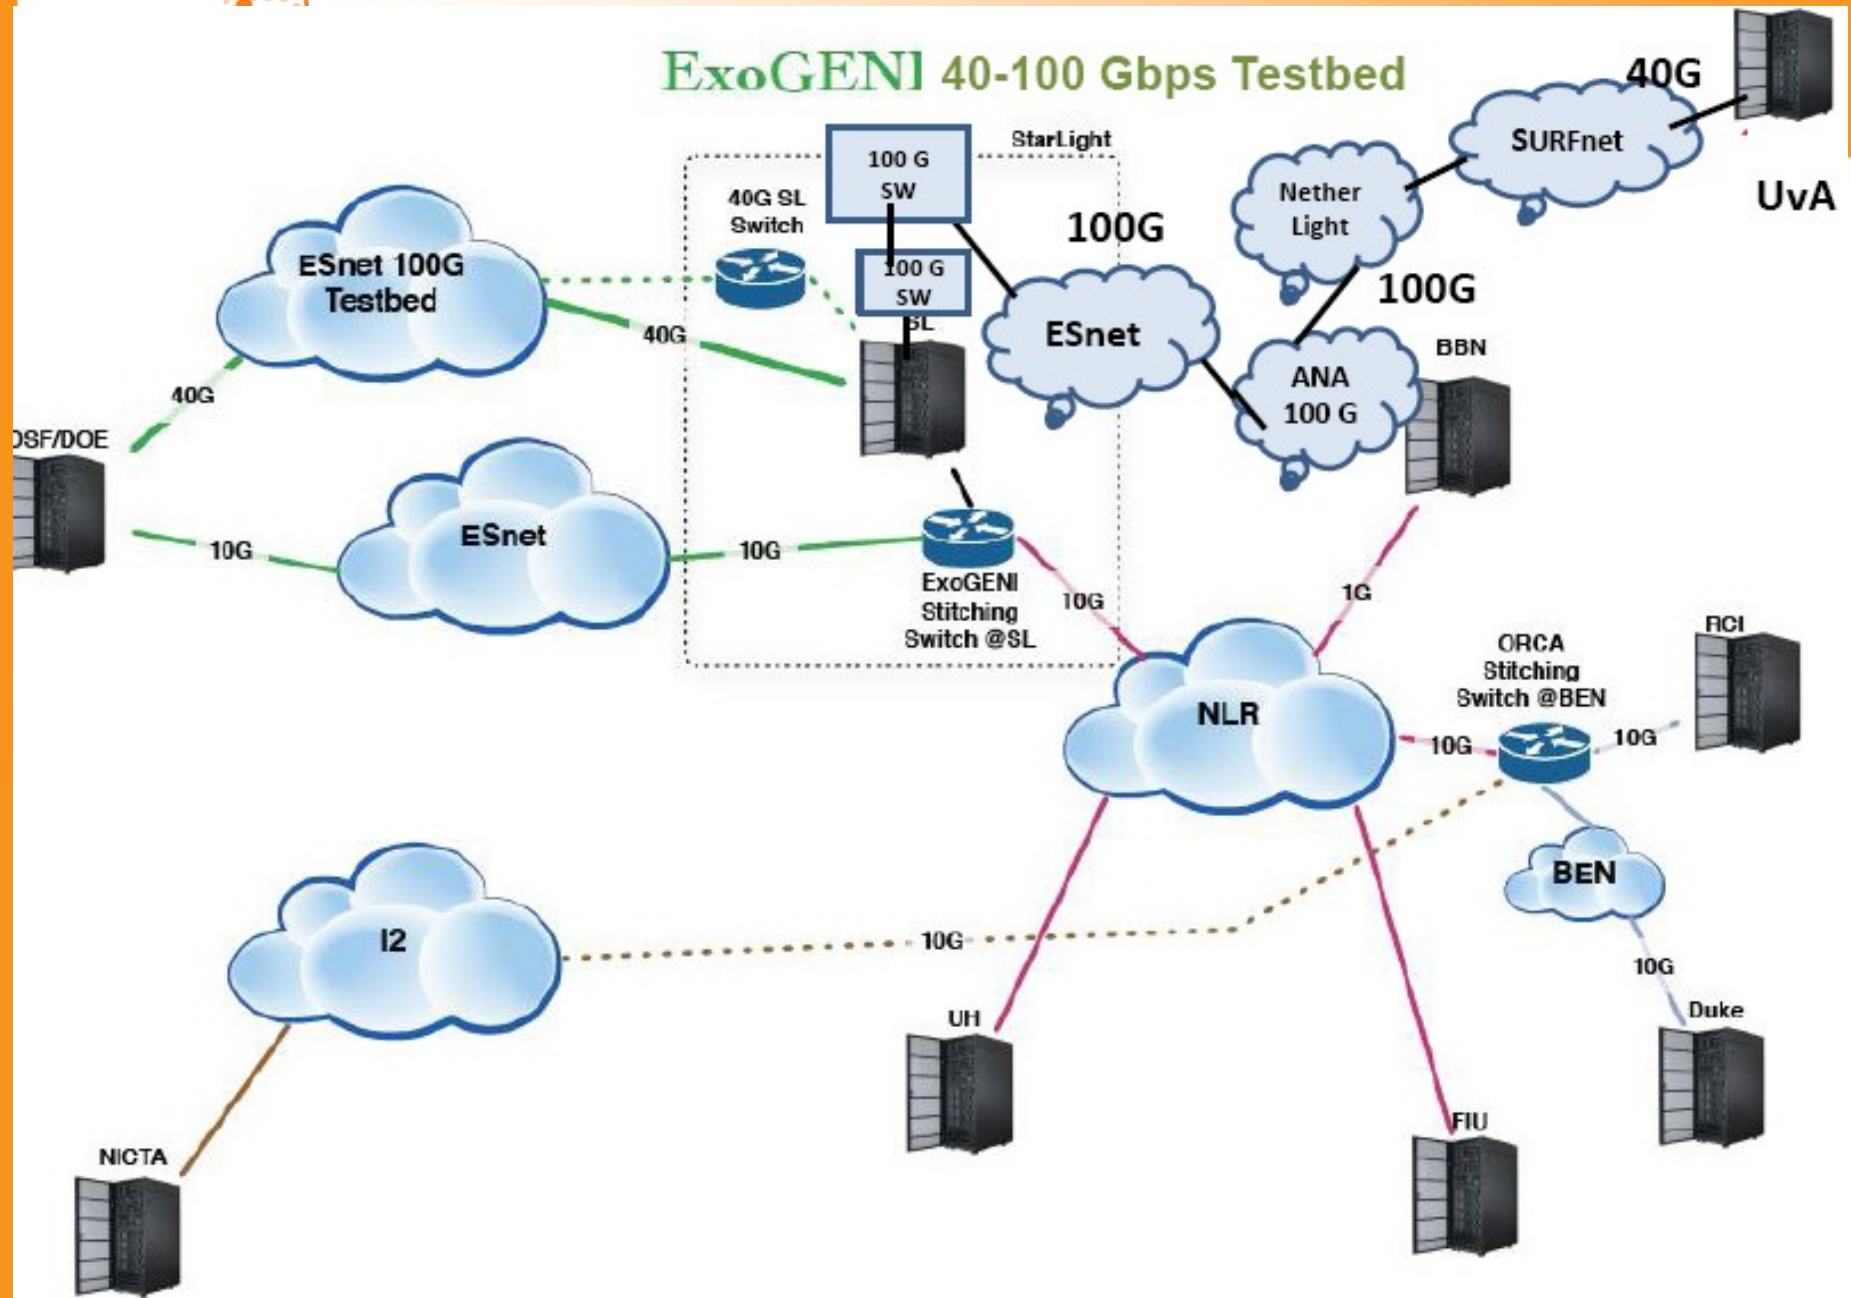 ExoGENI 40-100 Gbps Testbed
40G
StarLight
100 G
SW
SURFnet
40G SL
Switch
Nether
Light
UvA
100G
ESnet 100G
Testbed
100 G
SW
100G
SL
40G
ESnet
BBN
ANA
100 G
40G
OSF/DOE
ESnet
10G
10G
ExoGENI
Stitching
Switch @SL
10G
1G
RCI
ORCA
Stitching
Switch @BEN
NLR
10G
10G
BEN
I2
10G
10G
UH
Duke
FIU
NICTA